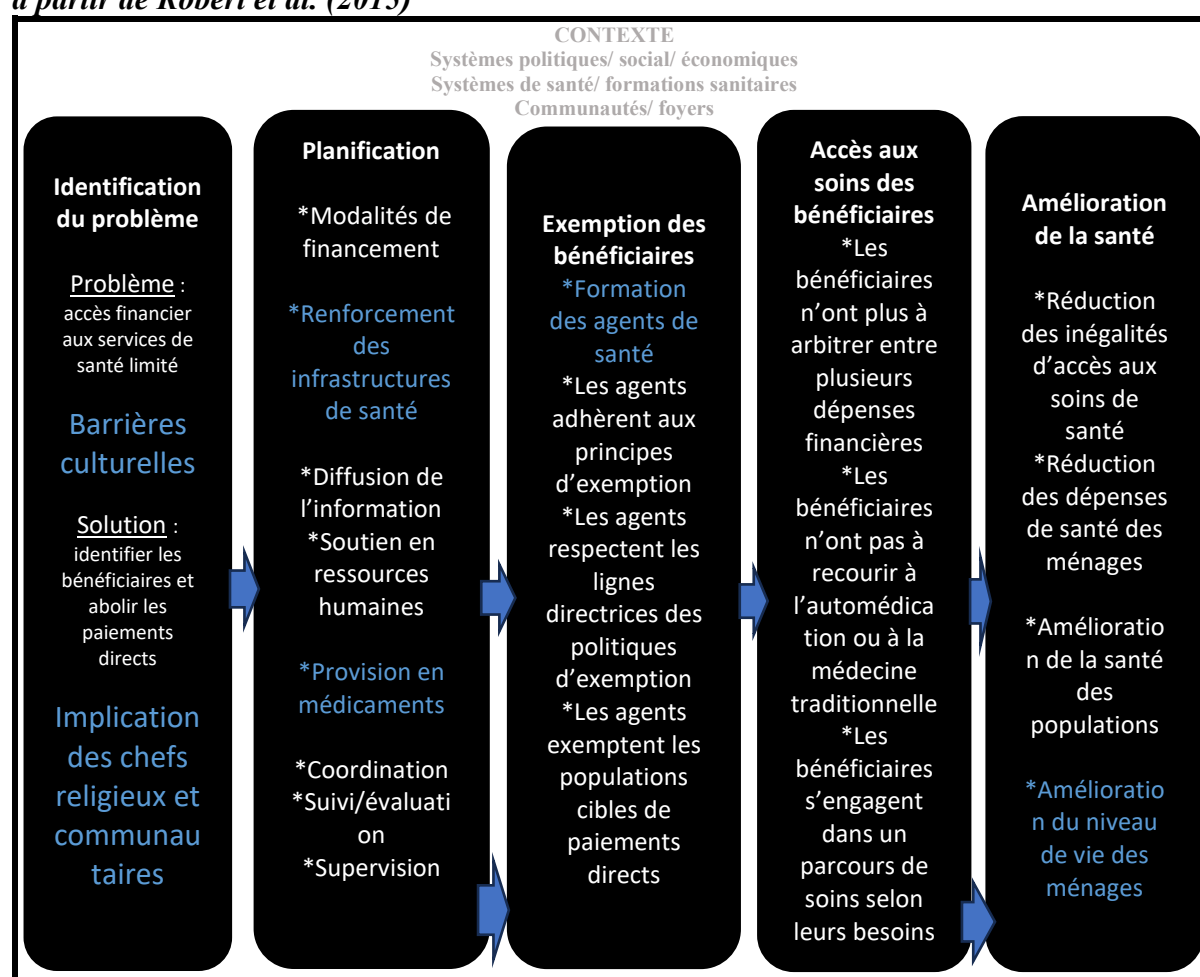 à partir de Robert et al. (2015)
CONTEXTE
Systèmes politiques/ social/ économiques
Systèmes de santé/ formations sanitaires
Communautés/ foyers
Identification
du problème
Problème :
accès financier
aux services de
santé limité
Barrières
culturelles
Solution :
identifier les
bénéficiaires et
abolir les
paiements
directs
Implication
des chefs
religieux et
communau
taires
Planification
*Modalités de
financement
*Renforcement
des
infrastructures
de santé
*Diffusion de
l’information
*Soutien en
ressources
humaines
*Provision en
médicaments
*Coordination
*Suivi/évaluati
on
*Supervision
Exemption des
bénéficiaires
*Formation
des agents de
santé
*Les agents
adhèrent aux
principes
d’exemption
*Les agents
respectent les
lignes
directrices des
politiques
d’exemption
*Les agents
exemptent les
populations
cibles de
paiements
directs
Accès aux
soins des
bénéficiaires
*Les
bénéficiaires
n’ont plus à
arbitrer entre
plusieurs
dépenses
financières
*Les
bénéficiaires
n’ont pas à
recourir à
l’automédica
tion ou à la
médecine
traditionnelle
*Les
bénéficiaires
s’engagent
dans un
parcours de
soins selon
leurs besoins
Amélioration
de la santé
*Réduction
des inégalités
d’accès aux
soins de
santé
*Réduction
des dépenses
de santé des
ménages
*Amélioratio
n de la santé
des
populations
*Amélioratio
n du niveau
de vie des
ménages